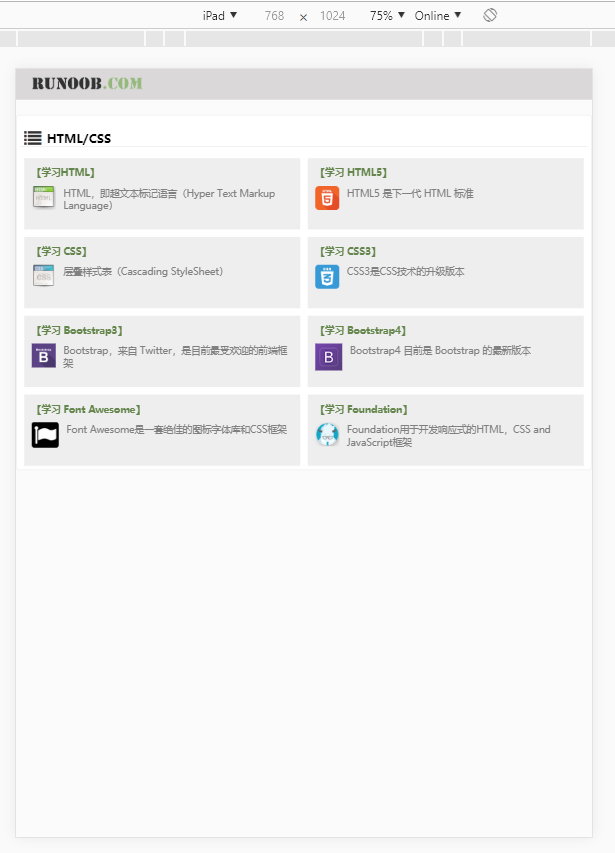 iPad ▼ 768 × 1024 75% ▼ Online ▼
RUNOOB.COM
HTML/CSS
【学习HTML】
HTML，即超文本标记语言（Hyper Text Markup
Language）
【学习 HTML5】
HTML5 是下一代 HTML 标准
【学习 CSS】
层叠样式表（Cascading StyleSheet）
【学习 CSS3】
CSS3是CSS技术的升级版本
【学习 Bootstrap3】
Bootstrap，来自 Twitter，是目前最受欢迎的前端框
架
【学习 Bootstrap4】
Bootstrap4 目前是 Bootstrap 的最新版本
【学习 Font Awesome】
Font Awesome是一套绝佳的图标字体库和CSS框架
【学习 Foundation】
Foundation用于开发响应式的HTML，CSS and
JavaScript框架